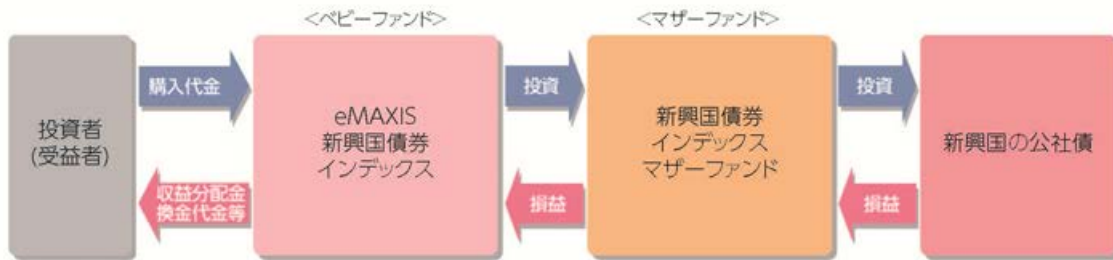 <ベビーファンド>
<マザーファンド>
投資者
(受益者)
購入代金
収益分配金
換金代金等
eMAXIS
新興国債券
インデックス
投資
損益
新興国債券
インデックス
マザーファンド
投資
損益
新興国の公社債